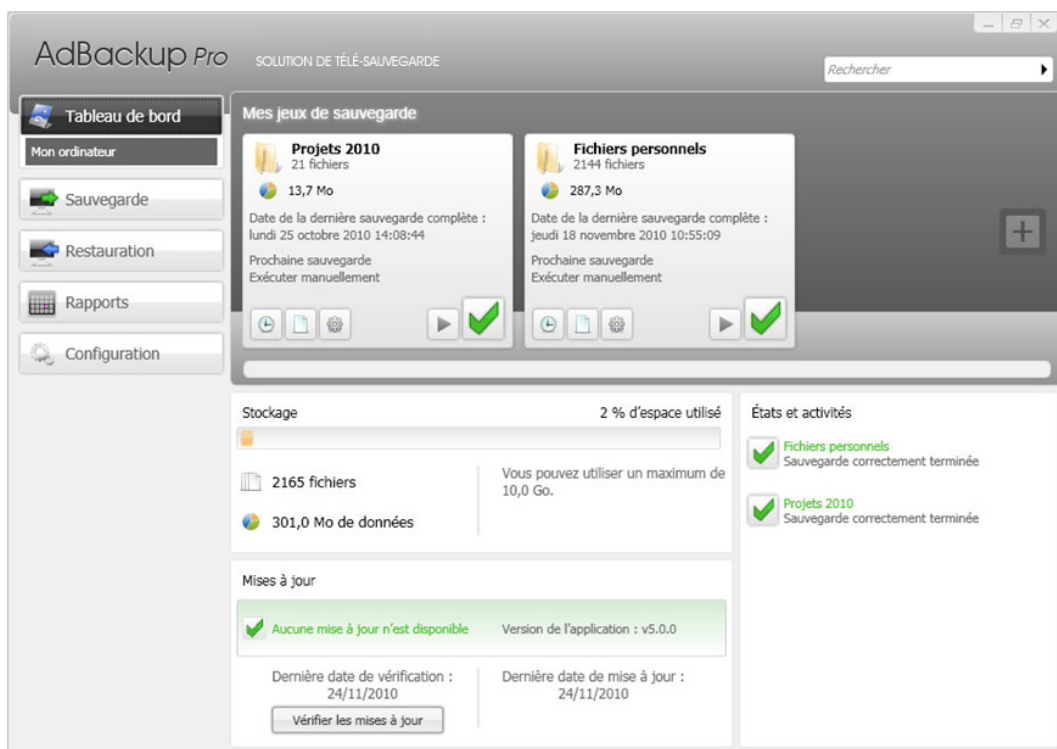 AdBackup Pro
SOLUTION DE TÉLÉ-SAUVEGARDE
Rechercher
Tableau de bord
Mon ordinateur
Sauvegarde
Restauration
Rapports
Configuration
Mes jeux de sauvegarde
Projets 2010
21 fichiers
13,7 Mo
Date de la dernière sauvegarde complète :
lundi 25 octobre 2010 14:08:44
Prochaine sauvegarde
Exécuter manuellement
Fichiers personnels
2144 fichiers
287,3 Mo
Date de la dernière sauvegarde complète :
jeudi 18 novembre 2010 10:55:09
Prochaine sauvegarde
Exécuter manuellement
Stockage
2 % d'espace utilisé
2165 fichiers
301,0 Mo de données
Vous pouvez utiliser un maximum de
10,0 Go.
États et activités
Fichiers personnels
Sauvegarde correctement terminée
Projets 2010
Sauvegarde correctement terminée
Mises à jour
Aucune mise à jour n'est disponible
Version de l'application : v5.0.0
Dernière date de vérification :
24/11/2010
Vérifier les mises à jour
Dernière date de mise à jour :
24/11/2010